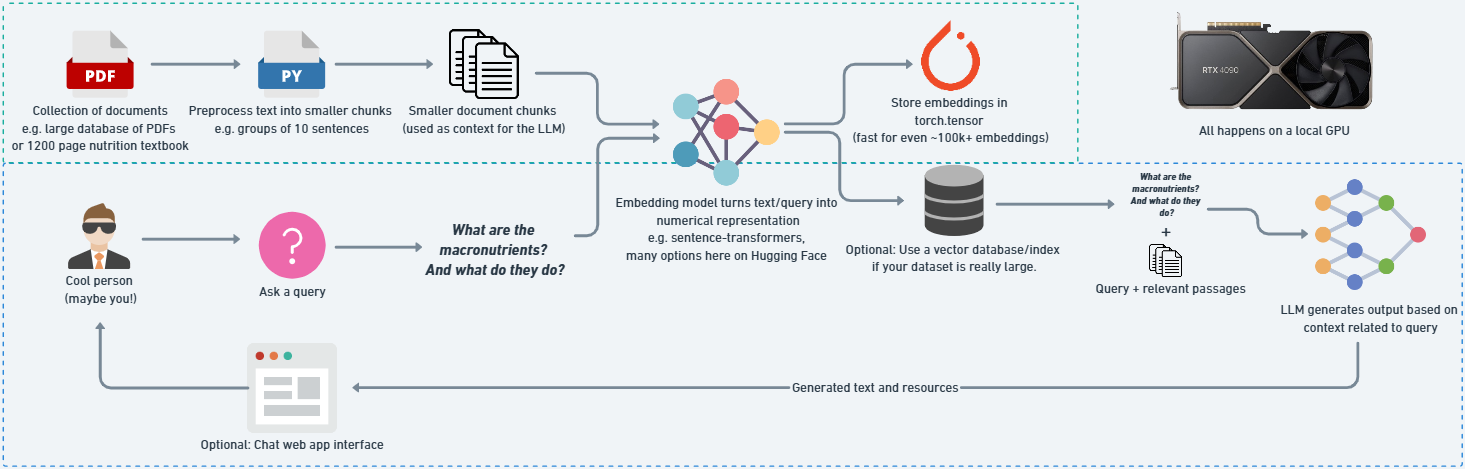 PDF
Collection of documents
e.g. large database of PDFs
or 1200 page nutrition textbook
PY
Preprocess text into smaller chunks
e.g. groups of 10 sentences
Smaller document chunks
(used as context for the LLM)
Store embeddings in
torch.tensor
(fast for even ~100k+ embeddings)
RTX 4090
All happens on a local GPU
Cool person
(maybe you!)
?
Ask a query
What are the
macronutrients?
And what do they do?
Embedding model turns text/query into
numerical representation
e.g. sentence-transformers,
many options here on Hugging Face
Optional: Use a vector database/index
if your dataset is really large.
What are the
macronutrients?
And what do they
do?
+
Query + relevant passages
LLM generates output based on
context related to query
Generated text and resources
Optional: Chat web app interface